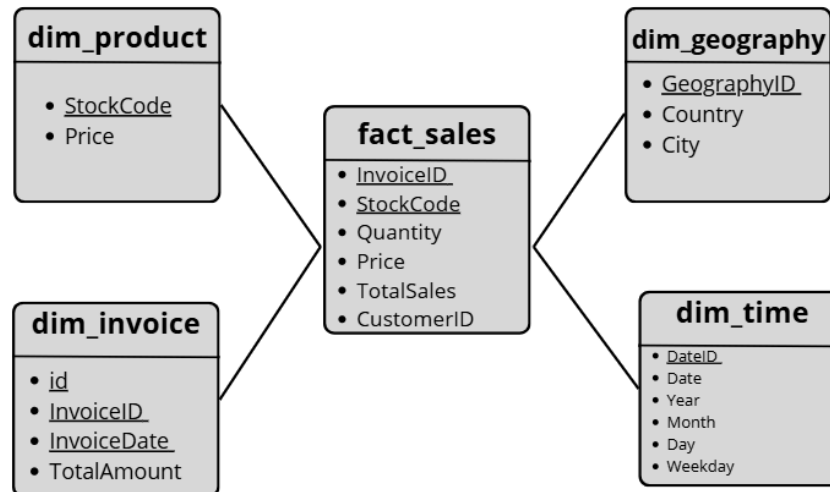 dim_product
• StockCode
• Price
dim_invoice
• id
• InvoiceID
• InvoiceDate
• TotalAmount
fact_sales
• InvoiceID
• StockCode
• Quantity
• Price
• TotalSales
• CustomerID
dim_geography
• GeographyID
• Country
• City
dim_time
• DateID
• Date
• Year
• Month
• Day
• Weekday